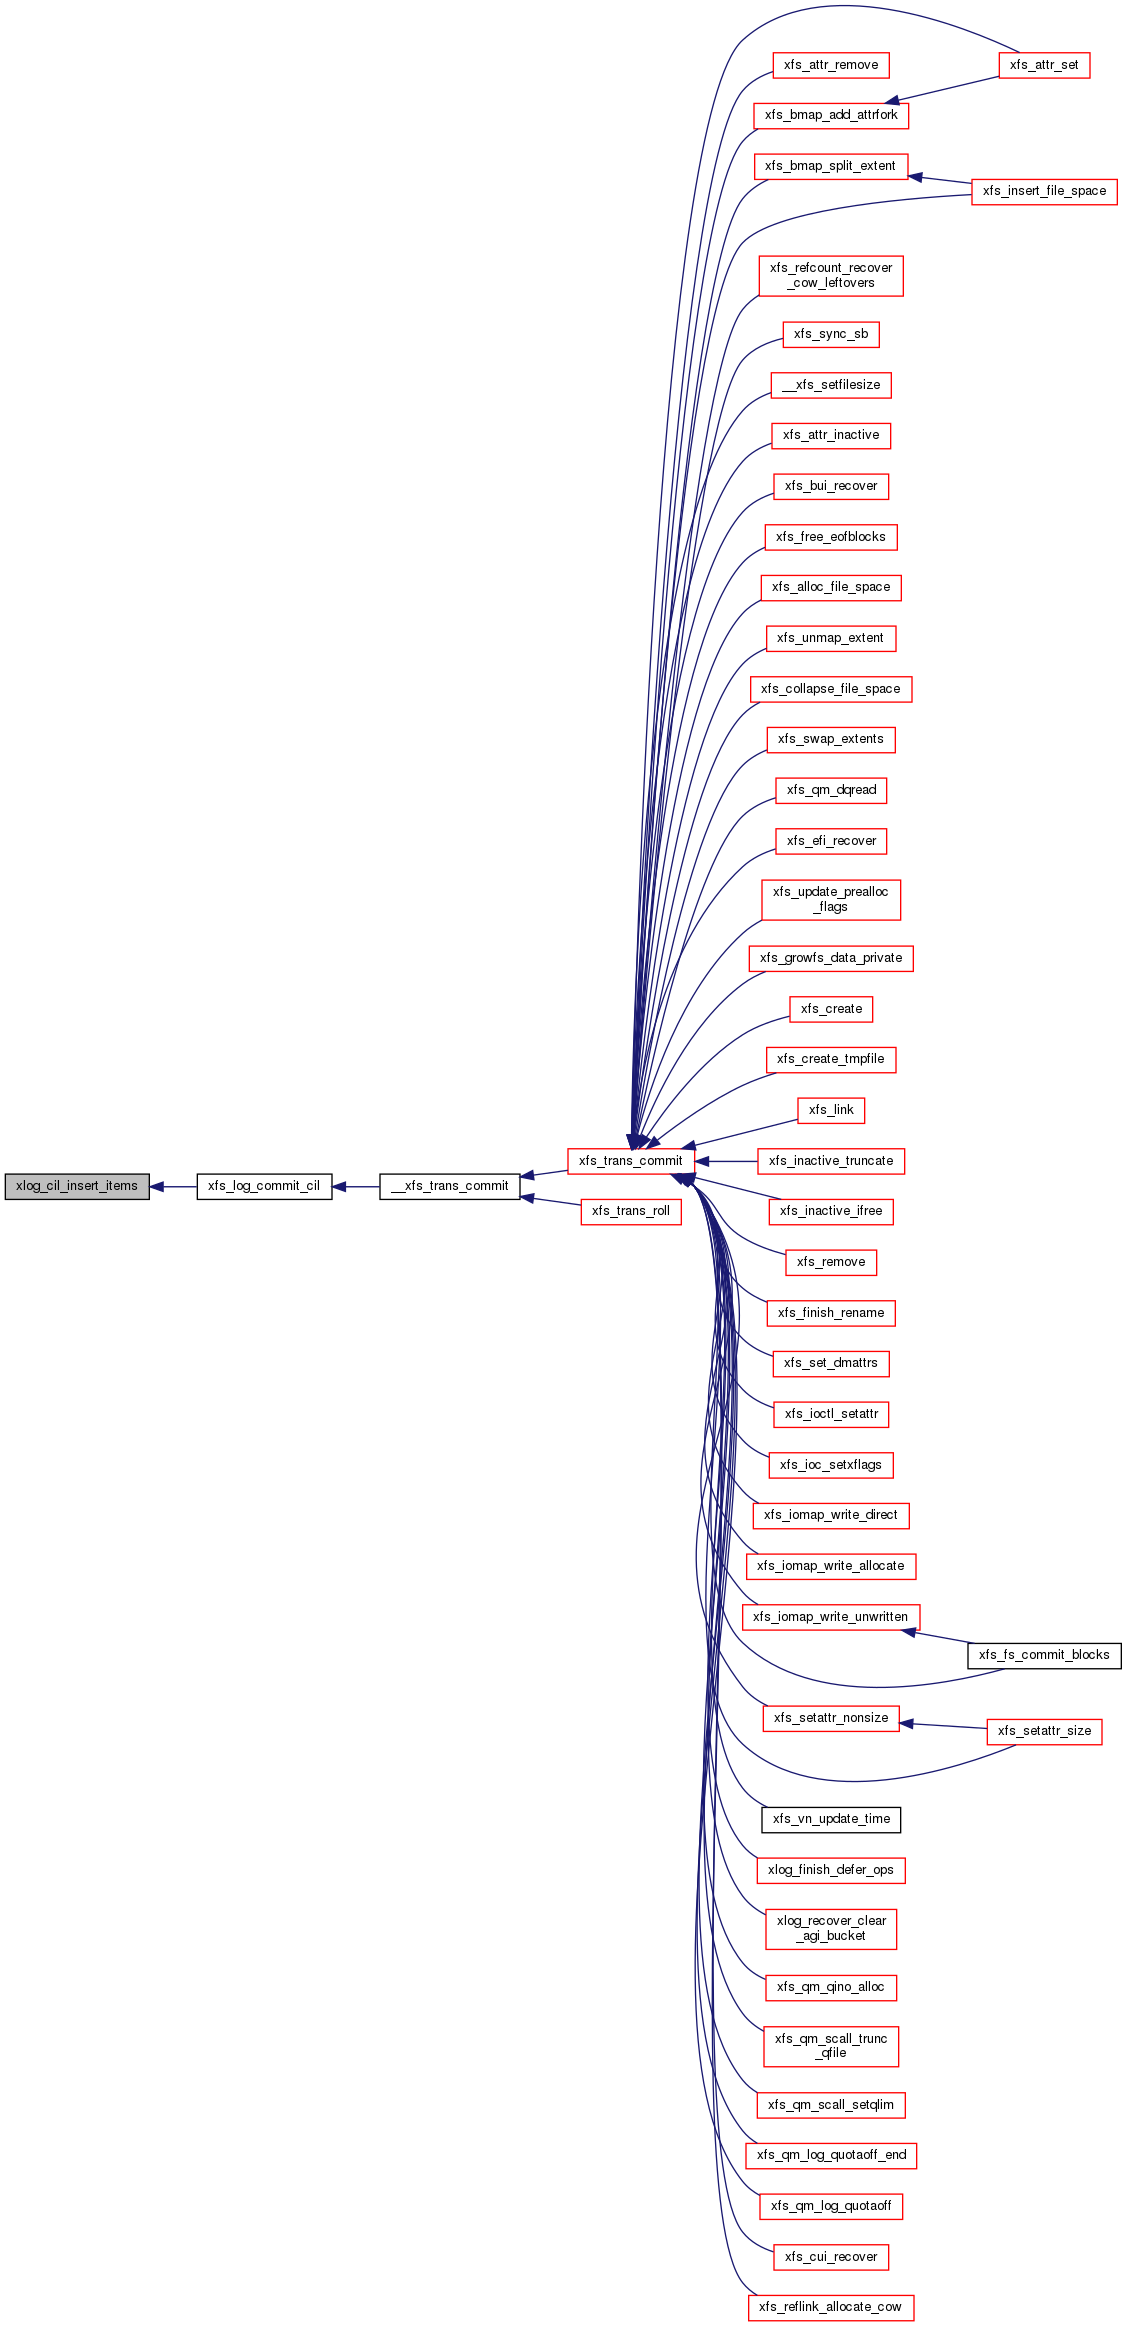 xfs_attr_set
xfs_attr_remove
xfs_bmap_add_attrfork
xfs_bmap_split_extent
xfs_insert_file_space
xfs_refcount_recover
_cow_leftovers
xfs_sync_sb
__xfs_setfilesize
xfs_attr_inactive
xfs_bui_recover
xfs_free_eofblocks
xfs_alloc_file_space
xfs_unmap_extent
xfs_collapse_file_space
xfs_swap_extents
xfs_qm_dqread
xfs_efi_recover
xfs_update_prealloc
_flags
xfs_growfs_data_private
xfs_create
xfs_create_tmpfile
xfs_link
xlog_cil_insert_items
xfs_log_commit_cil
__xfs_trans_commit
xfs_trans_commit
xfs_trans_roll
xfs_inactive_truncate
xfs_inactive_ifree
xfs_remove
xfs_finish_rename
xfs_set_dmattrs
xfs_ioctl_setattr
xfs_ioc_setxflags
xfs_iomap_write_direct
xfs_iomap_write_allocate
xfs_iomap_write_unwritten
xfs_fs_commit_blocks
xfs_setattr_nonsize
xfs_setattr_size
xfs_vn_update_time
xlog_finish_defer_ops
xlog_recover_clear
_agi_bucket
xfs_qm_qino_alloc
xfs_qm_scall_trunc
_qfile
xfs_qm_scall_setqlim
xfs_qm_log_quotaoff_end
xfs_qm_log_quotaoff
xfs_cui_recover
xfs_reflink_allocate_cow